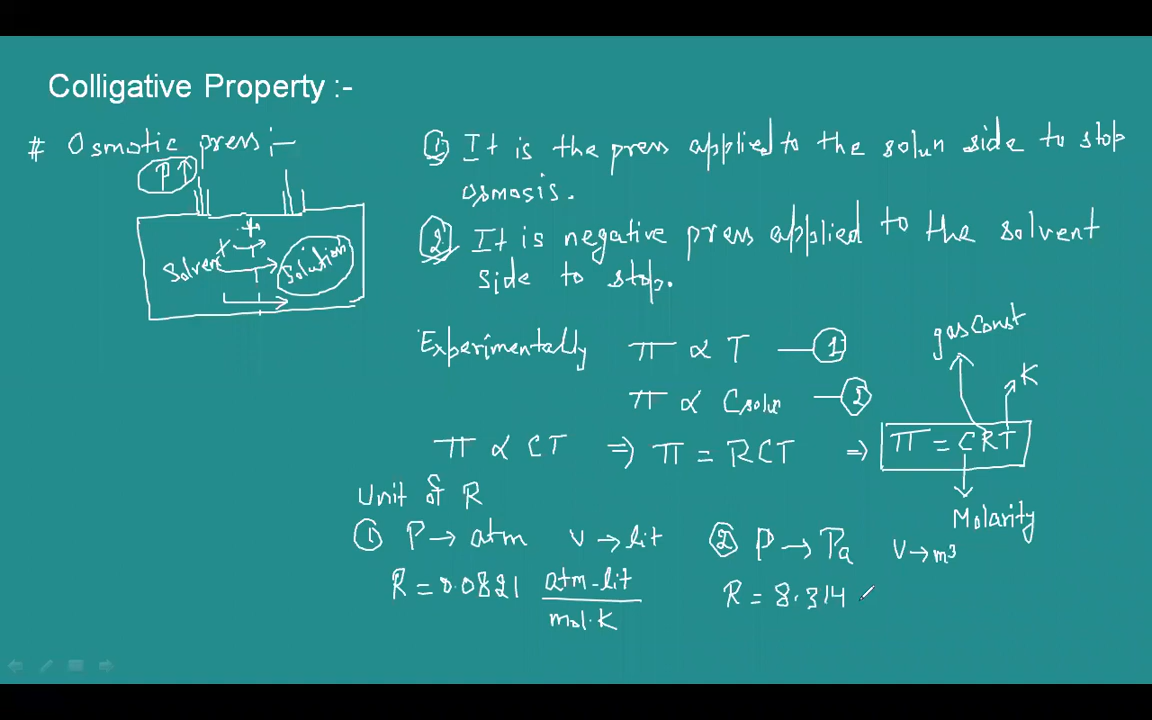 Colligative Property :-
# Osmotic press :-
P↑
Solvent
Solution
① It is the press applied to the solun side to stop
osmosis.
② It is negative press applied to the solvent
side to stop.
Experimentally π ∝ T — ①
π ∝ Csolun — ②
gas Const
K
π ∝ CT ⇒ π = RCT ⇒ π = CRT
Molarity
Unit of R
① P → atm V → lit
R = 0.0821 atm-lit / mol·K
② P → Pa V → m³
R = 8.314